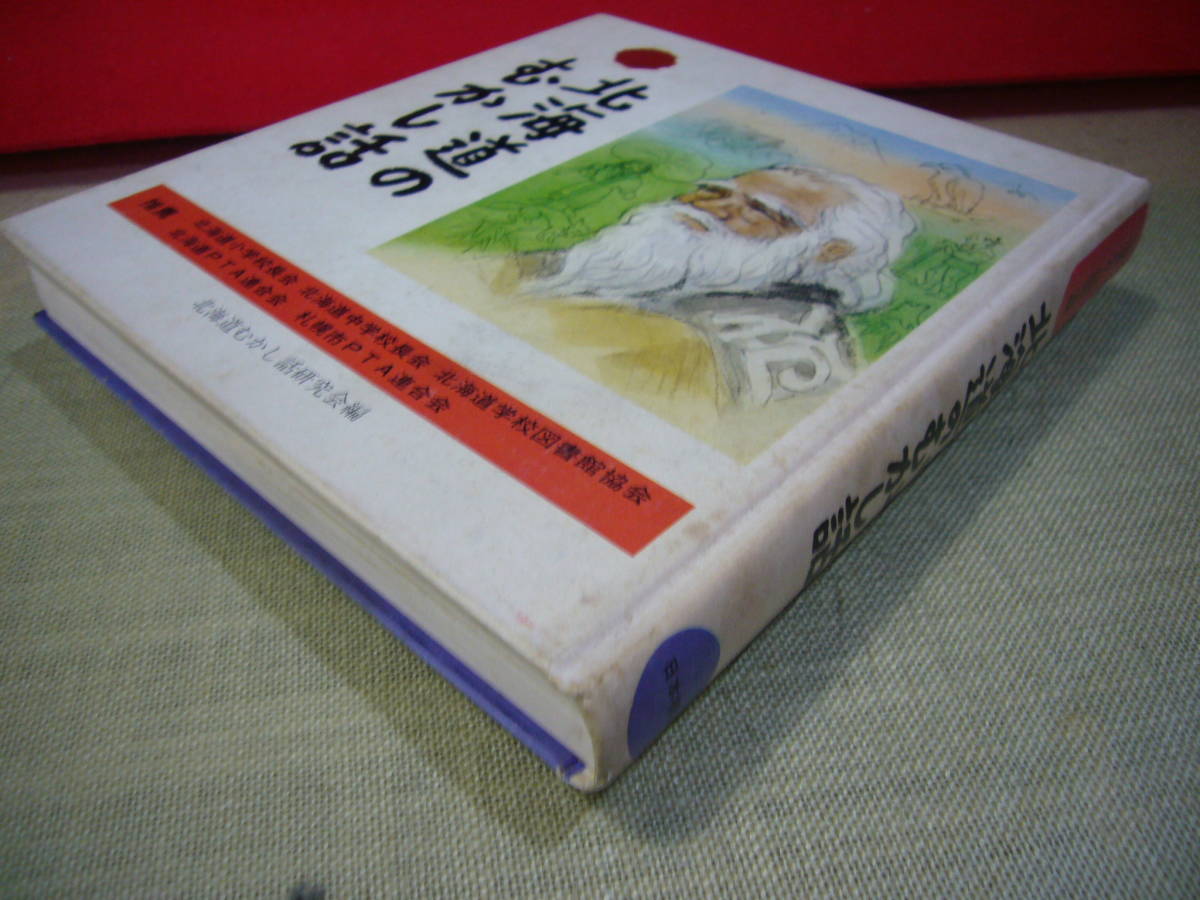 北海道の
むかし話
推薦 北海道小学校長会 北海道中学校長会 北海道学校図書館協会
北海道PTA連合会 札幌市PTA連合会
北海道むかし話研究会編
北海道のむかし話